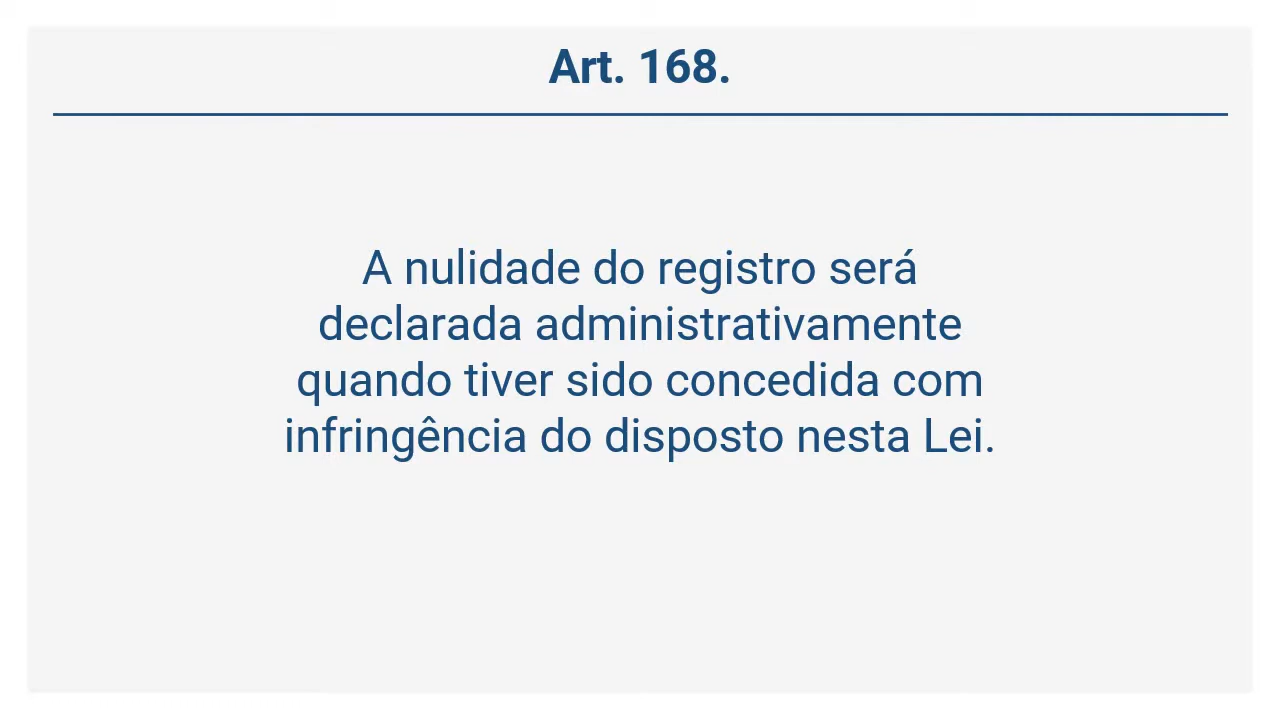 Art. 168.
A nulidade do registro será
declarada administrativamente
quando tiver sido concedida com
infringência do disposto nesta Lei.